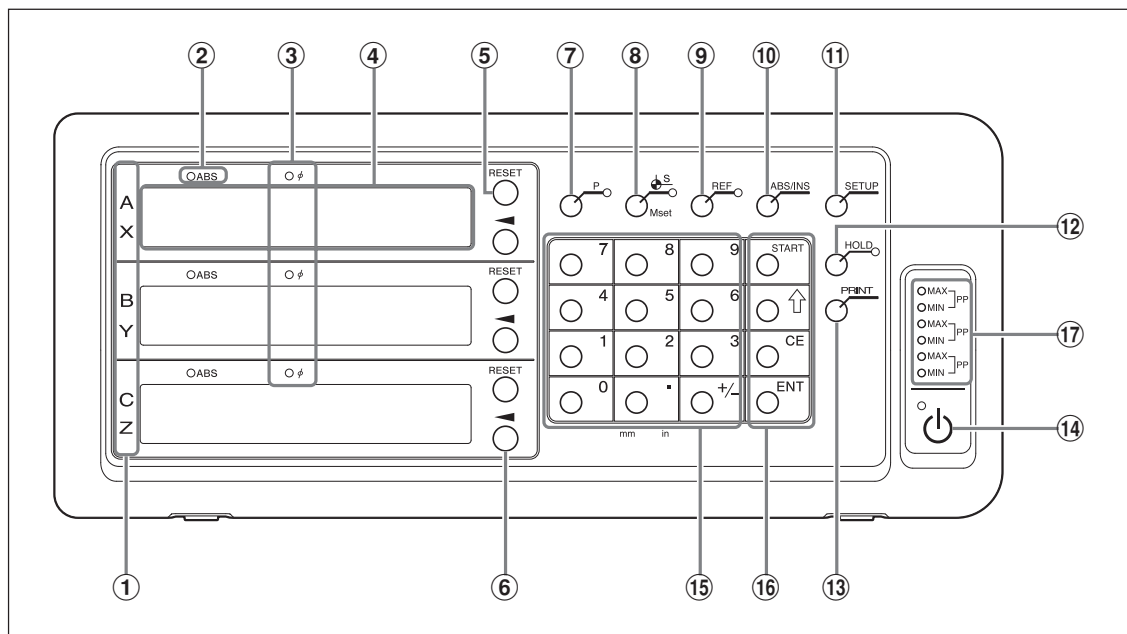 ② ③ ④ ⑤ ⑦ ⑧ ⑨ ⑩ ⑪
ABS ϕ RESET
A
X
P
S
Mset
REF
ABS/INS
SETUP
⑫
HOLD
PRINT
ABS ϕ RESET
B
Y
ABS ϕ RESET
C
Z
7 8 9 START
4 5 6
1 2 3 CE
0 . +/- ENT
mm in
MAX
MIN
PP
MAX
MIN
PP
MAX
MIN
PP
⑰
⑭
① ⑥ ⑮ ⑯ ⑬